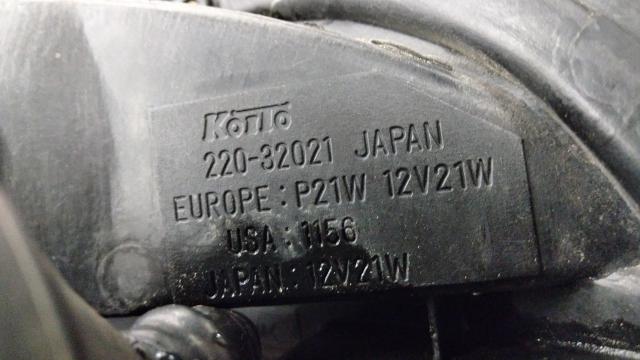 KOITO
220-32021 JAPAN
EUROPE : P21W 12V21W
USA : 1156
JAPAN : 12V21W